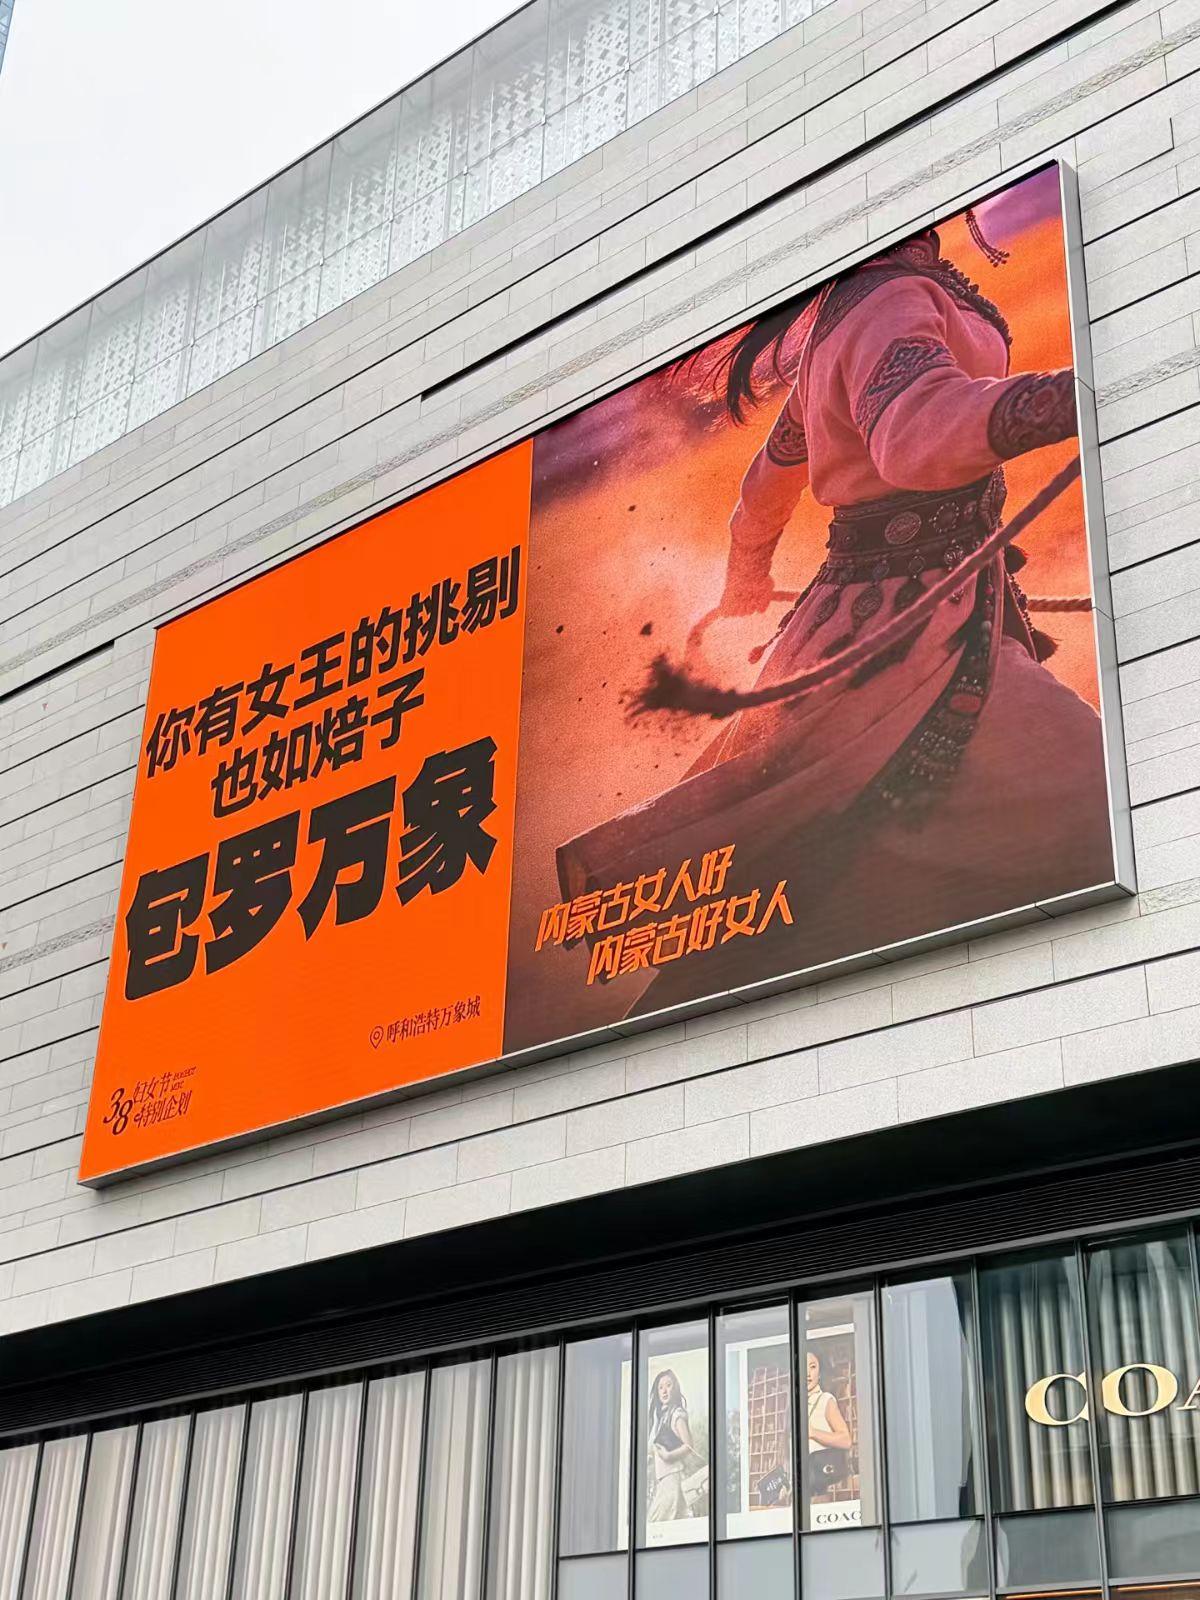 你有女王的挑剔
也如焙子
包罗万象
呼和浩特万象城
38妇女节
特别企划
内蒙古女人好
内蒙古好女人
COA
COAC